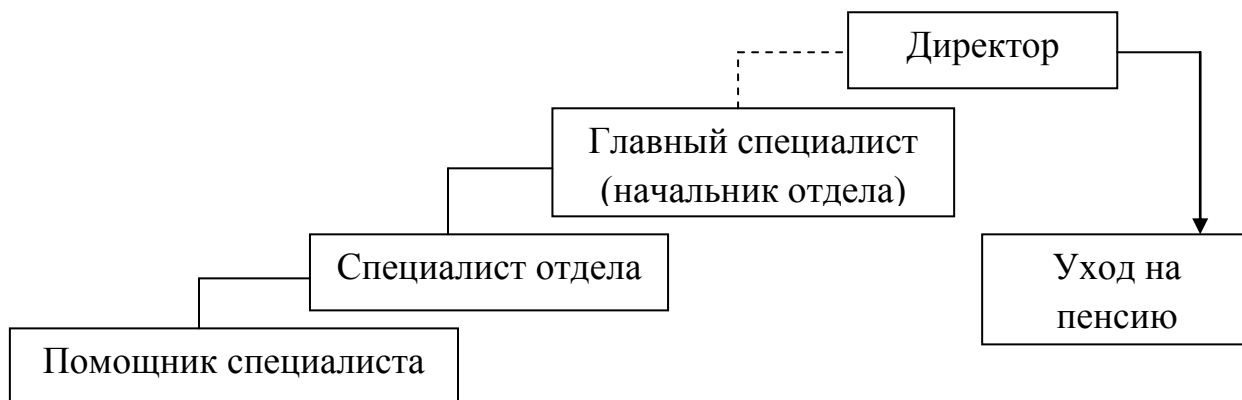 Директор
Главный специалист
(начальник отдела)
Специалист отдела
Уход на
пенсию
Помощник специалиста